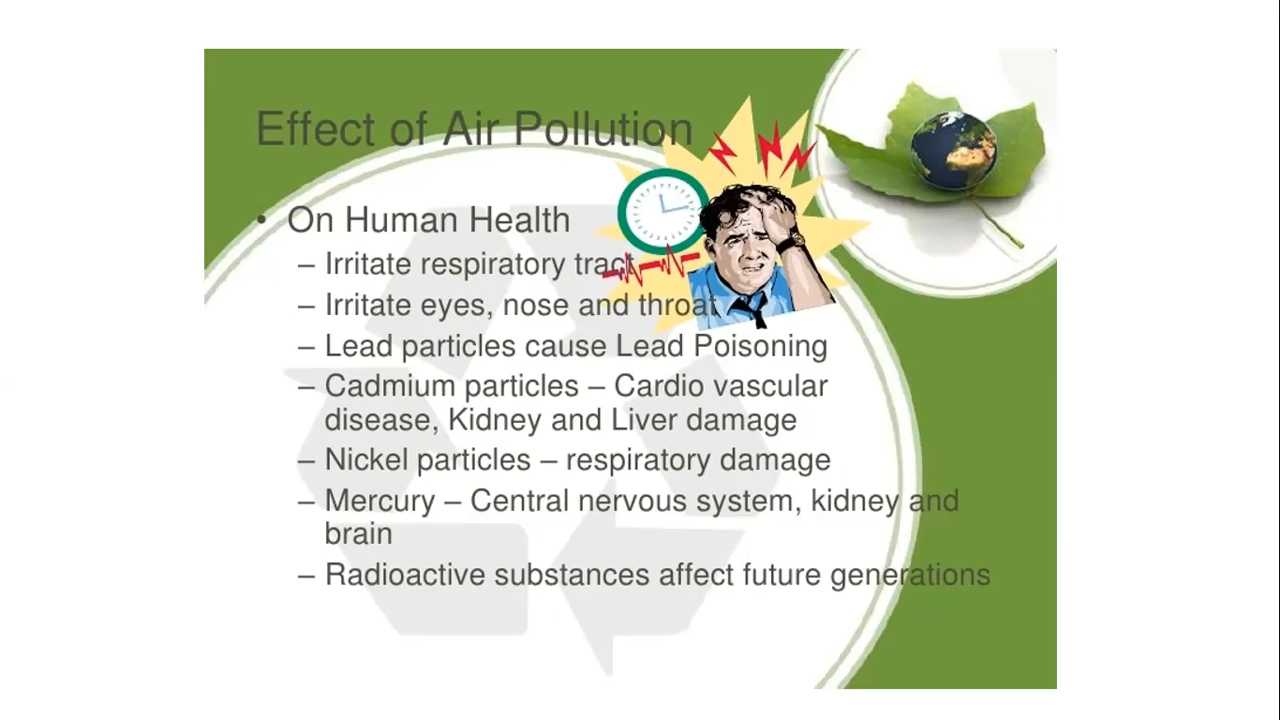 Effect of Air Pollution
• On Human Health
– Irritate respiratory tract
– Irritate eyes, nose and throat
– Lead particles cause Lead Poisoning
– Cadmium particles – Cardio vascular
disease, Kidney and Liver damage
– Nickel particles – respiratory damage
– Mercury – Central nervous system, kidney and
brain
– Radioactive substances affect future generations